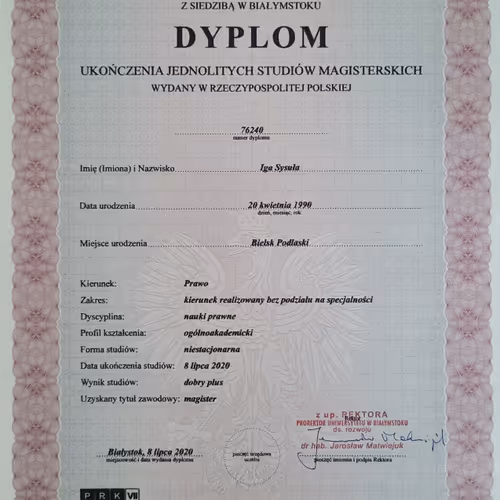 Z SIEDZIBĄ W BIAŁYMSTOKU
DYPLOM
UKOŃCZENIA JEDNOLITYCH STUDIÓW MAGISTERSKICH
WYDANY W RZECZYPOSPOLITEJ POLSKIEJ
76240
numer dyplomu
Imię (Imiona) i Nazwisko Iga Sysuła
Data urodzenia 20 kwietnia 1990
dzień, miesiąc, rok
Miejsce urodzenia Bielsk Podlaski
Kierunek: Prawo
Zakres: kierunek realizowany bez podziału na specjalności
Dyscyplina: nauki prawne
Profil kształcenia: ogólnoakademicki
Forma studiów: niestacjonarna
Data ukończenia studiów: 8 lipca 2020
Wynik studiów: dobry plus
Uzyskany tytuł zawodowy: magister
z up. REKTORA
Rektor
PROREKTOR UNIWERSYTETU W BIAŁYMSTOKU
ds. rozwoju
dr hab. Jarosław Matwiejuk
Białystok, 8 lipca 2020
miejscowość i data wydania dyplomu
pieczęć urzędowa
uczelni
pieczęć imienna i podpis Rektora
PRK VII